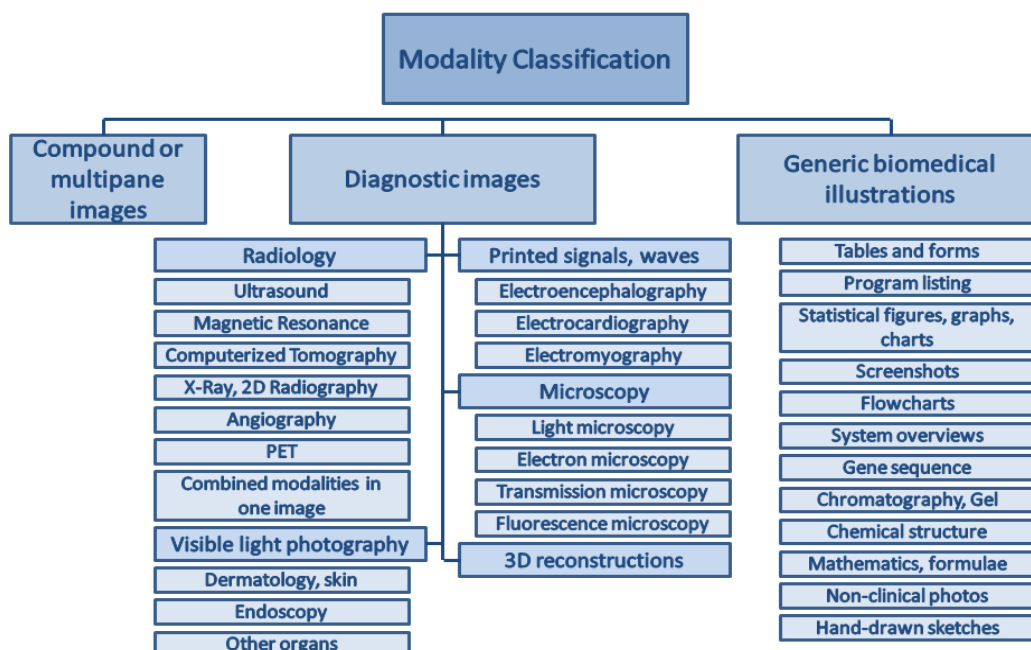 Modality Classification
Compound or
multipane
images
Diagnostic images
Generic biomedical
illustrations
Radiology
Ultrasound
Magnetic Resonance
Computerized Tomography
X-Ray, 2D Radiography
Angiography
PET
Combined modalities in
one image
Visible light photography
Dermatology, skin
Endoscopy
Other organs
Printed signals, waves
Electroencephalography
Electrocardiography
Electromyography
Microscopy
Light microscopy
Electron microscopy
Transmission microscopy
Fluorescence microscopy
3D reconstructions
Tables and forms
Program listing
Statistical figures, graphs,
charts
Screenshots
Flowcharts
System overviews
Gene sequence
Chromatography, Gel
Chemical structure
Mathematics, formulae
Non-clinical photos
Hand-drawn sketches